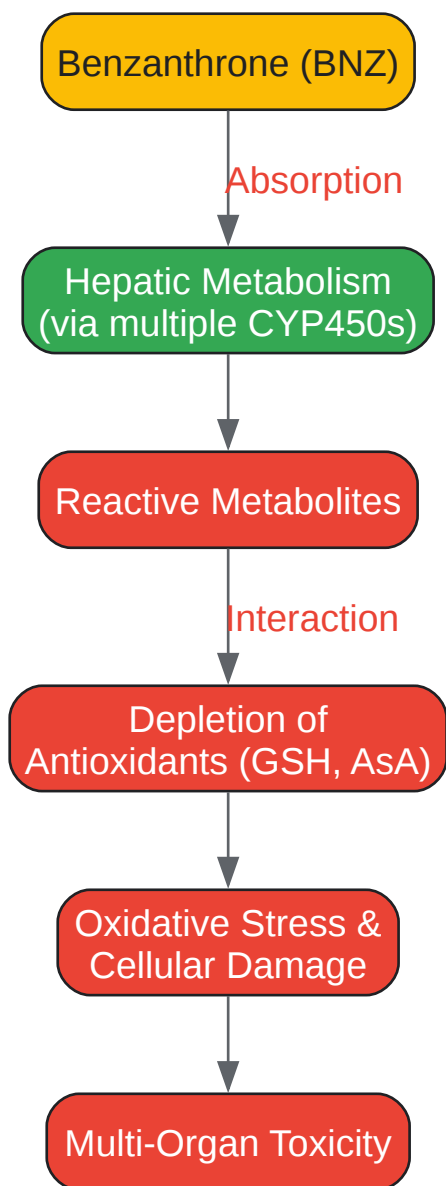 Benzanthrone (BNZ)
Absorption
Hepatic Metabolism
(via multiple CYP450s)
Reactive Metabolites
Interaction
Depletion of
Antioxidants (GSH, AsA)
Oxidative Stress &
Cellular Damage
Multi-Organ Toxicity